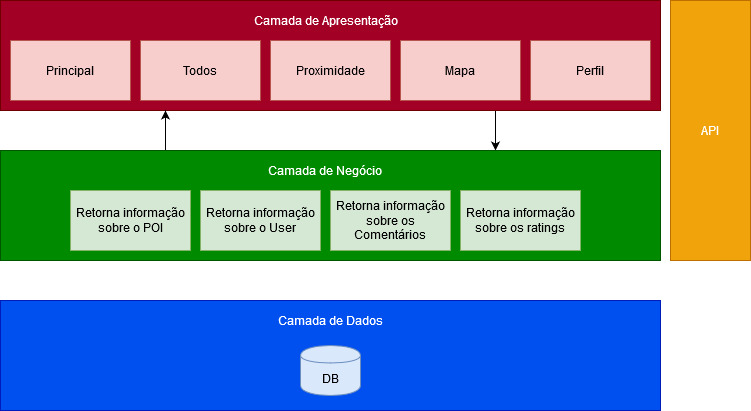 Camada de Apresentação
Principal
Todos
Proximidade
Mapa
Perfil
API
Camada de Negócio
Retorna informação
sobre o POI
Retorna informação
sobre o User
Retorna informação
sobre os
Comentários
Retorna informação
sobre os ratings
Camada de Dados
DB